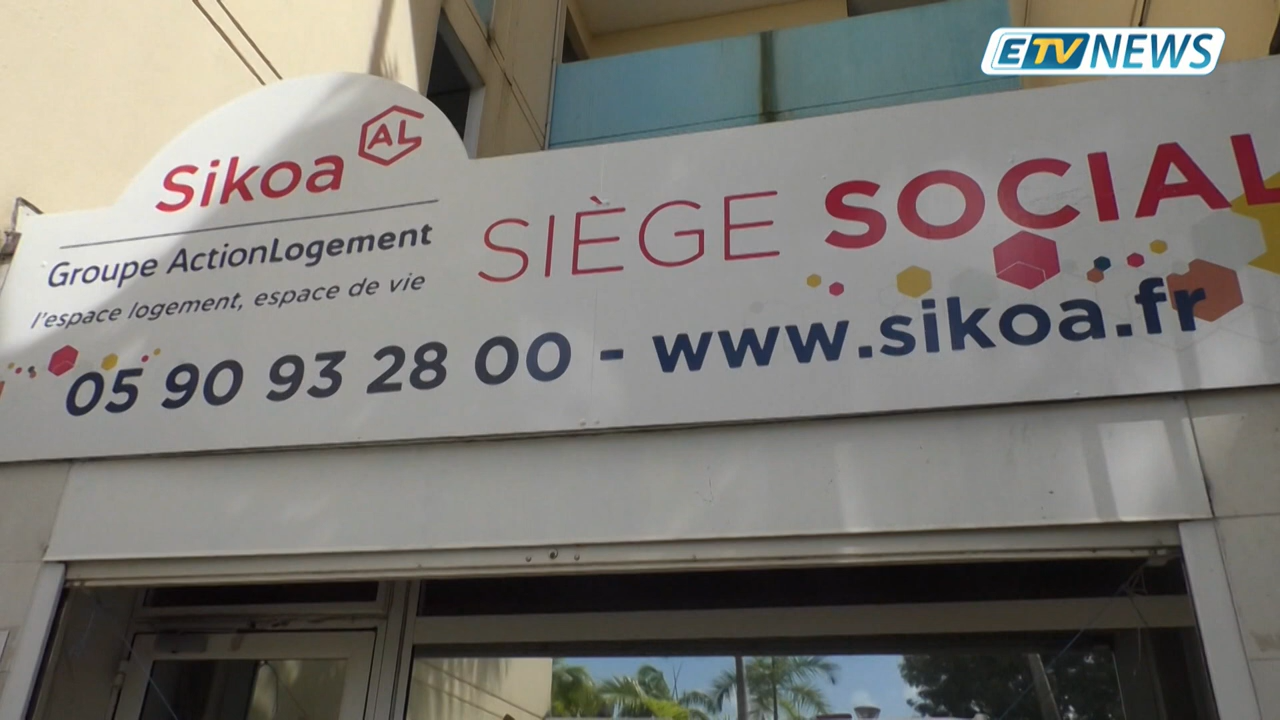 ETV NEWS
Sikoa AL
Groupe ActionLogement
l'espace logement, espace de vie
SIÈGE SOCIAL
05 90 93 28 00 - www.sikoa.fr